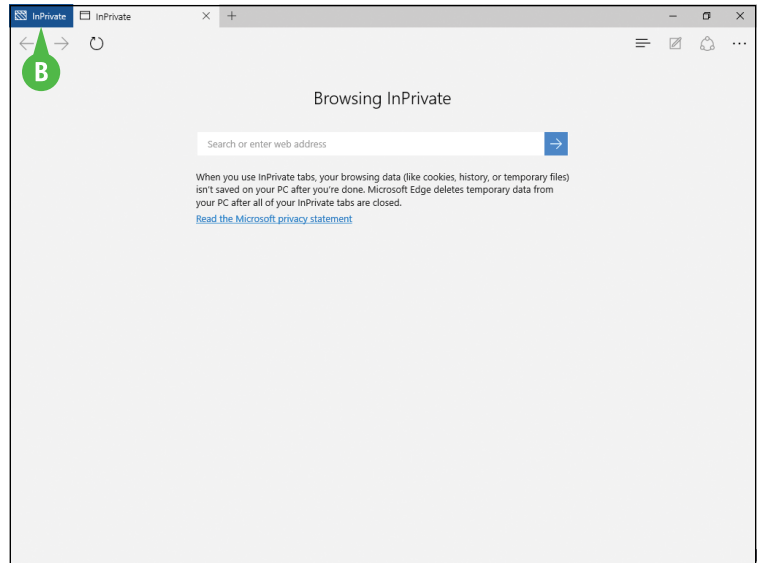 InPrivate InPrivate
B
Browsing InPrivate
Search or enter web address
When you use InPrivate tabs, your browsing data (like cookies, history, or temporary files)
isn't saved on your PC after you're done. Microsoft Edge deletes temporary data from
your PC after all of your InPrivate tabs are closed.
Read the Microsoft privacy statement